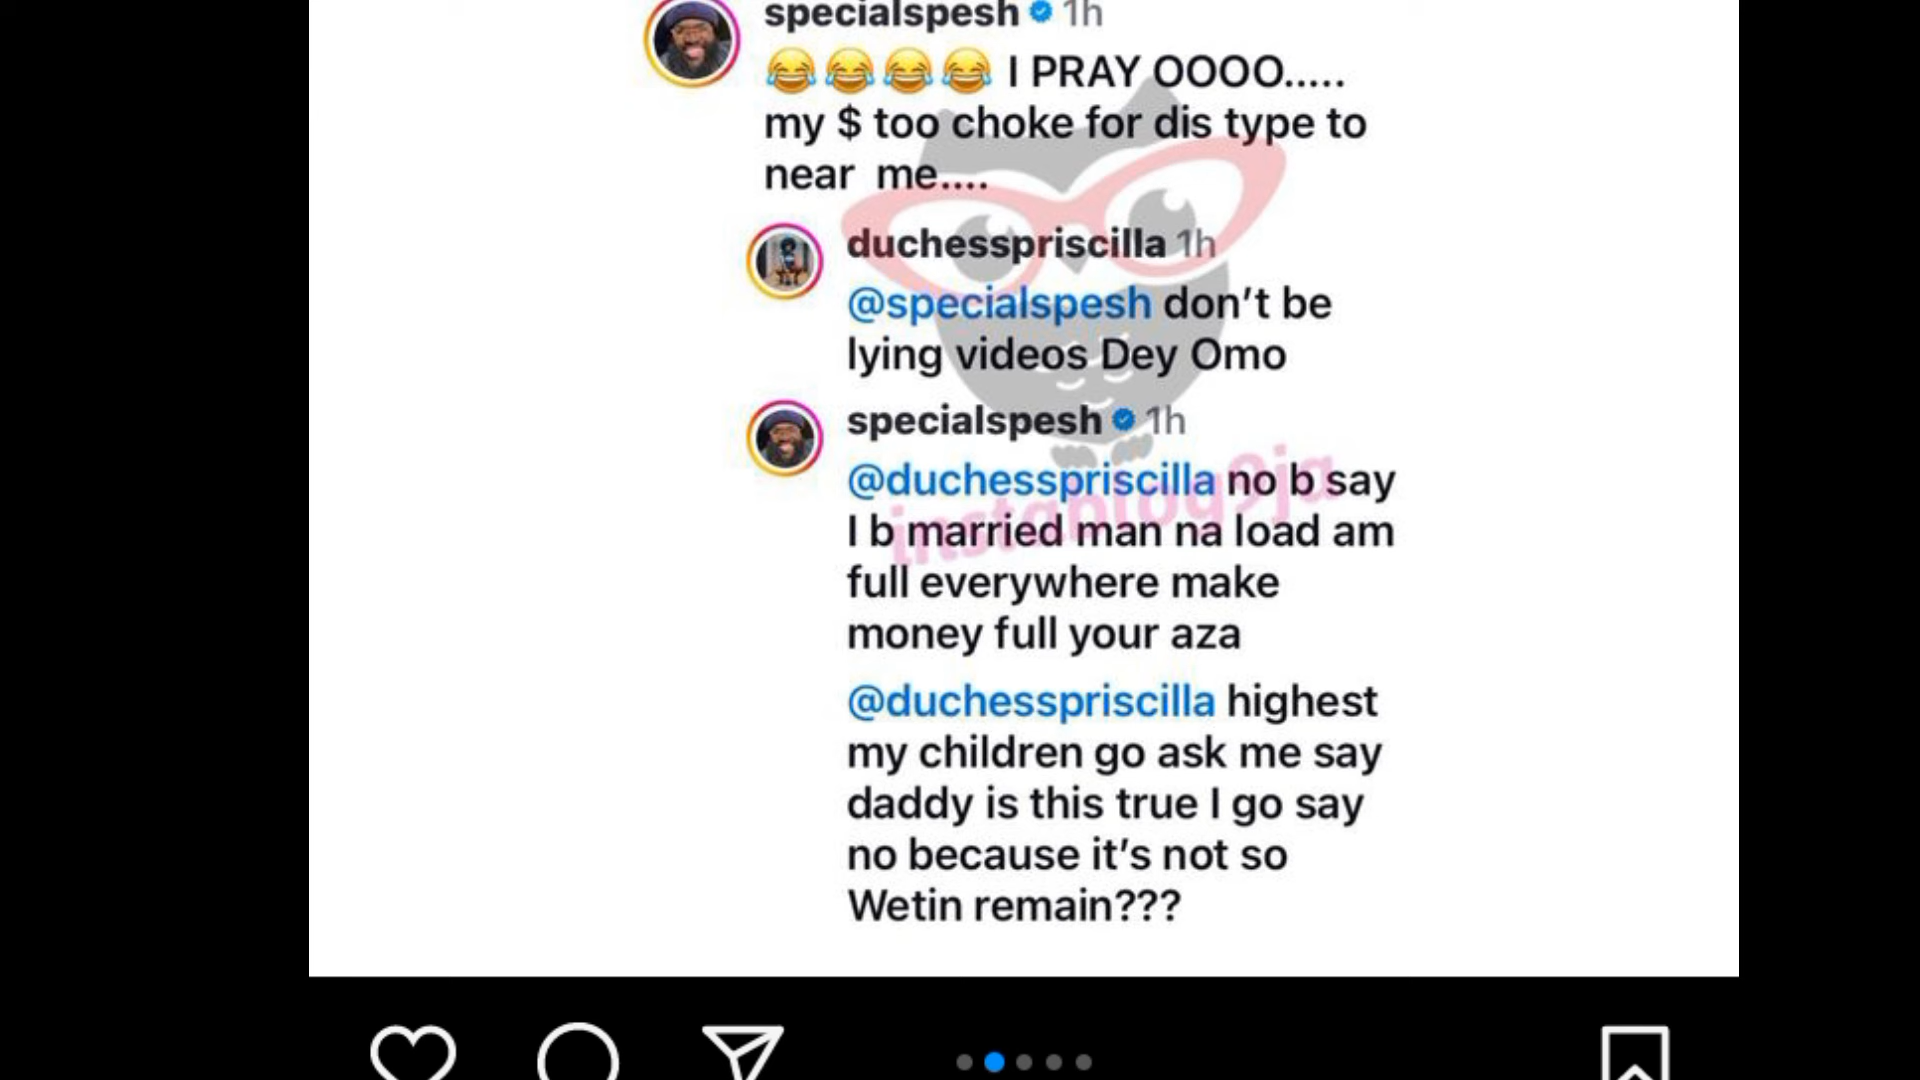 specialspesh 1h
😂😂😂😂 I PRAY OOOO.....
my $ too choke for dis type to
near me....
duchesspriscilla 1h
@specialspesh don’t be
lying videos Dey Omo
specialspesh 1h
@duchesspriscilla no b say
I b married man na load am
full everywhere make
money full your aza
@duchesspriscilla highest
my children go ask me say
daddy is this true I go say
no because it’s not so
Wetin remain???
instablog9ja